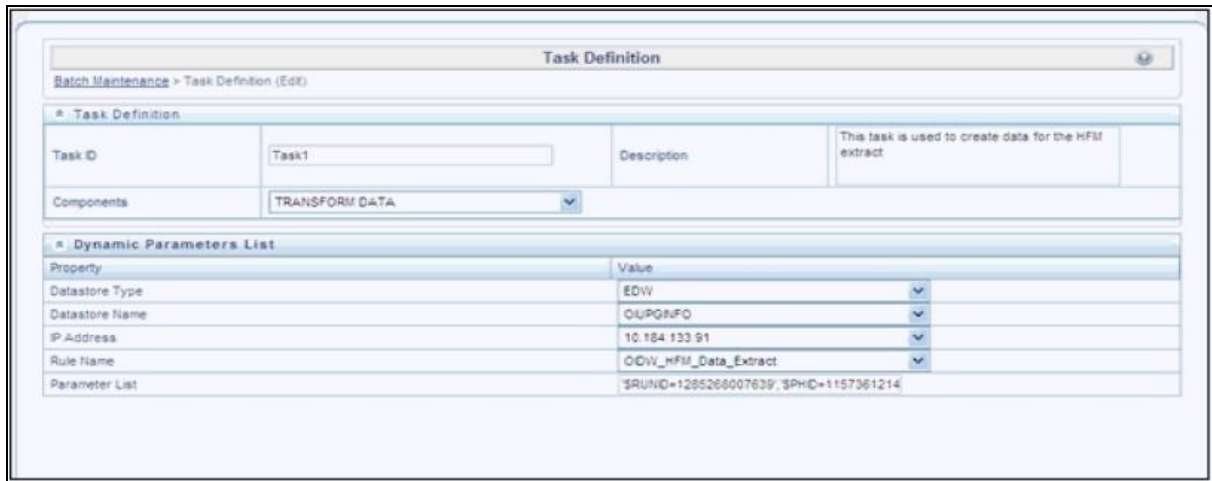 Task Definition
Batch Maintenance > Task Definition (Edit)
Task Definition
Task ID
Task1
Description
This task is used to create data for the HFM
extract
Components
TRANSFORM DATA
Dynamic Parameters List
Property Value
Datastore Type EDW
Datastore Name OIUPGINFO
IP Address 10.184.133.91
Rule Name OIDW_HFM_Data_Extract
Parameter List '$RUNID=1285268007639','$PHID=1157361214